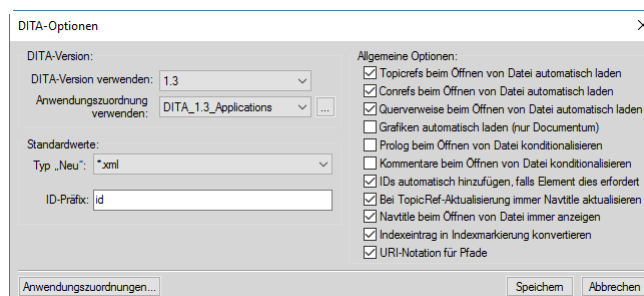 DITA-Optionen
DITA-Version:
DITA-Version verwenden: 1.3
Anwendungszuordnung
verwenden: DITA_1.3_Applications ...
Standardwerte:
Typ „Neu": *.xml
ID-Präfix: id
Allgemeine Optionen:
Topicrefs beim Öffnen von Datei automatisch laden
Conrefs beim Öffnen von Datei automatisch laden
Querverweise beim Öffnen von Datei automatisch laden
Grafiken automatisch laden (nur Documentum)
Prolog beim Öffnen von Datei konditionalisieren
Kommentare beim Öffnen von Datei konditionalisieren
IDs automatisch hinzufügen, falls Element dies erfordert
Bei TopicRef-Aktualisierung immer Navtitle aktualisieren
Navtitle beim Öffnen von Datei immer anzeigen
Indexeintrag in Indexmarkierung konvertieren
URI-Notation für Pfade
Anwendungszuordnungen... Speichern Abbrechen